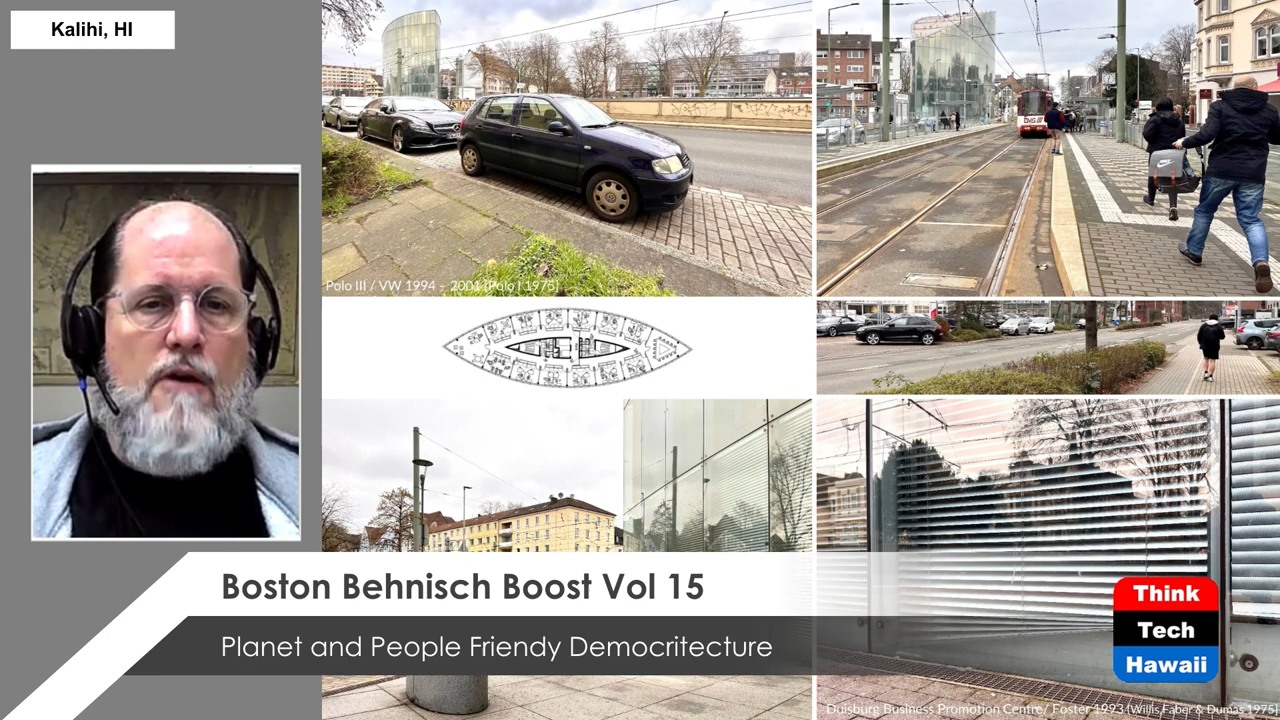 Kalihi, HI
Polo III / VW 1994 – 2001 (Polo I 1975)
Boston Behnisch Boost Vol 15
Planet and People Friendy Democritecture
Think
Tech
Hawaii
Duisburg Business Promotion Centre/ Foster 1993 (Willis,Faber & Dumas 1975)